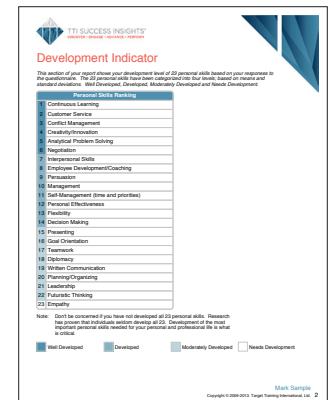 TTI SUCCESS INSIGHTS®
DISCOVER • ENGAGE • ADVANCE • PERFORM
Development Indicator
This section of your report shows your development level of 23 personal skills based on your responses to
the questionnaire. The 23 personal skills have been categorized into four levels; based on means and
standard deviations. Well Developed, Developed, Moderately Developed and Needs Development.
Personal Skills Ranking
1 Continuous Learning
2 Customer Service
3 Conflict Management
4 Creativity/Innovation
5 Analytical Problem Solving
6 Negotiation
7 Interpersonal Skills
8 Employee Development/Coaching
9 Persuasion
10 Management
11 Self-Management (time and priorities)
12 Personal Effectiveness
13 Flexibility
14 Decision Making
15 Presenting
16 Goal Orientation
17 Teamwork
18 Diplomacy
19 Written Communication
20 Planning/Organizing
21 Leadership
22 Futuristic Thinking
23 Empathy
Note: Don't be concerned if you have not developed all 23 personal skills. Research
has proven that individuals seldom develop all 23. Development of the most
important personal skills needed for your personal and professional life is what
is critical.
Well Developed Developed Moderately Developed Needs Development
Mark Sample
Copyright © 2008-2013. Target Training International, Ltd. 2